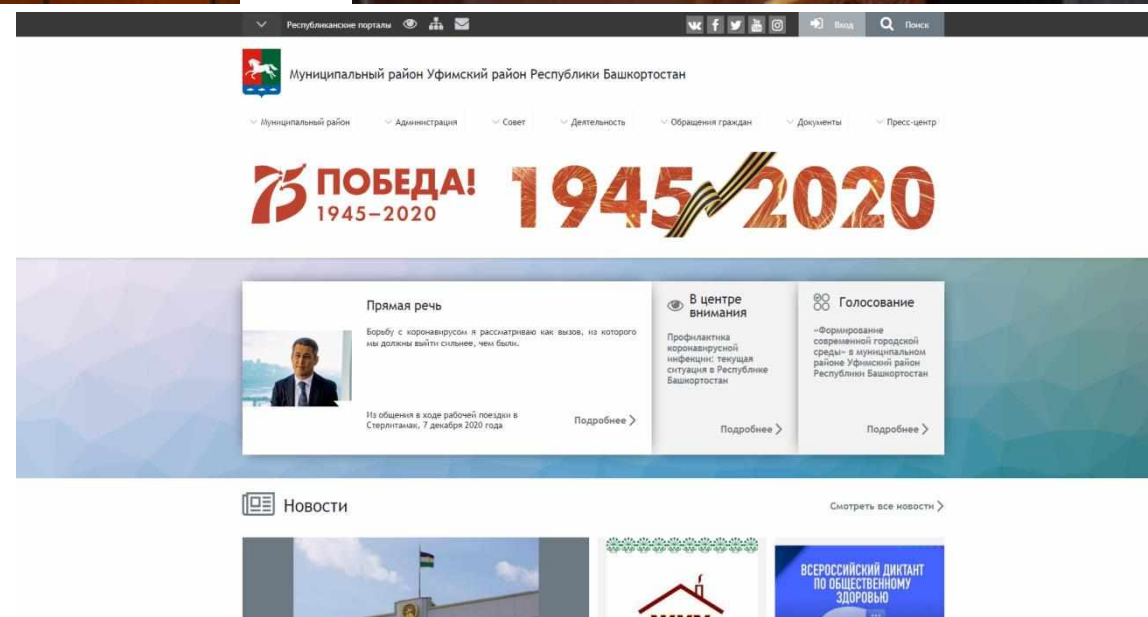 Республиканские порталы
Вход
Поиск
Муниципальный район Уфимский район Республики Башкортостан
Муниципальный район
Администрация
Совет
Деятельность
Обращения граждан
Документы
Пресс-центр
75 ПОБЕДА!
1945–2020
1945 2020
Прямая речь
Борьбу с коронавирусом я рассматриваю как вызов, из которого
мы должны выйти сильнее, чем были.
Из общения в ходе рабочей поездки в
Стерлитамак, 7 декабря 2020 года
Подробнее
В центре
внимания
Профилактика
коронавирусной
инфекции: текущая
ситуация в Республике
Башкортостан
Подробнее
Голосование
«Формирование
современной городской
среды» в муниципальном
районе Уфимский район
Республики Башкортостан
Подробнее
Новости
Смотреть все новости
ВСЕРОССИЙСКИЙ ДИКТАНТ
ПО ОБЩЕСТВЕННОМУ
ЗДОРОВЬЮ